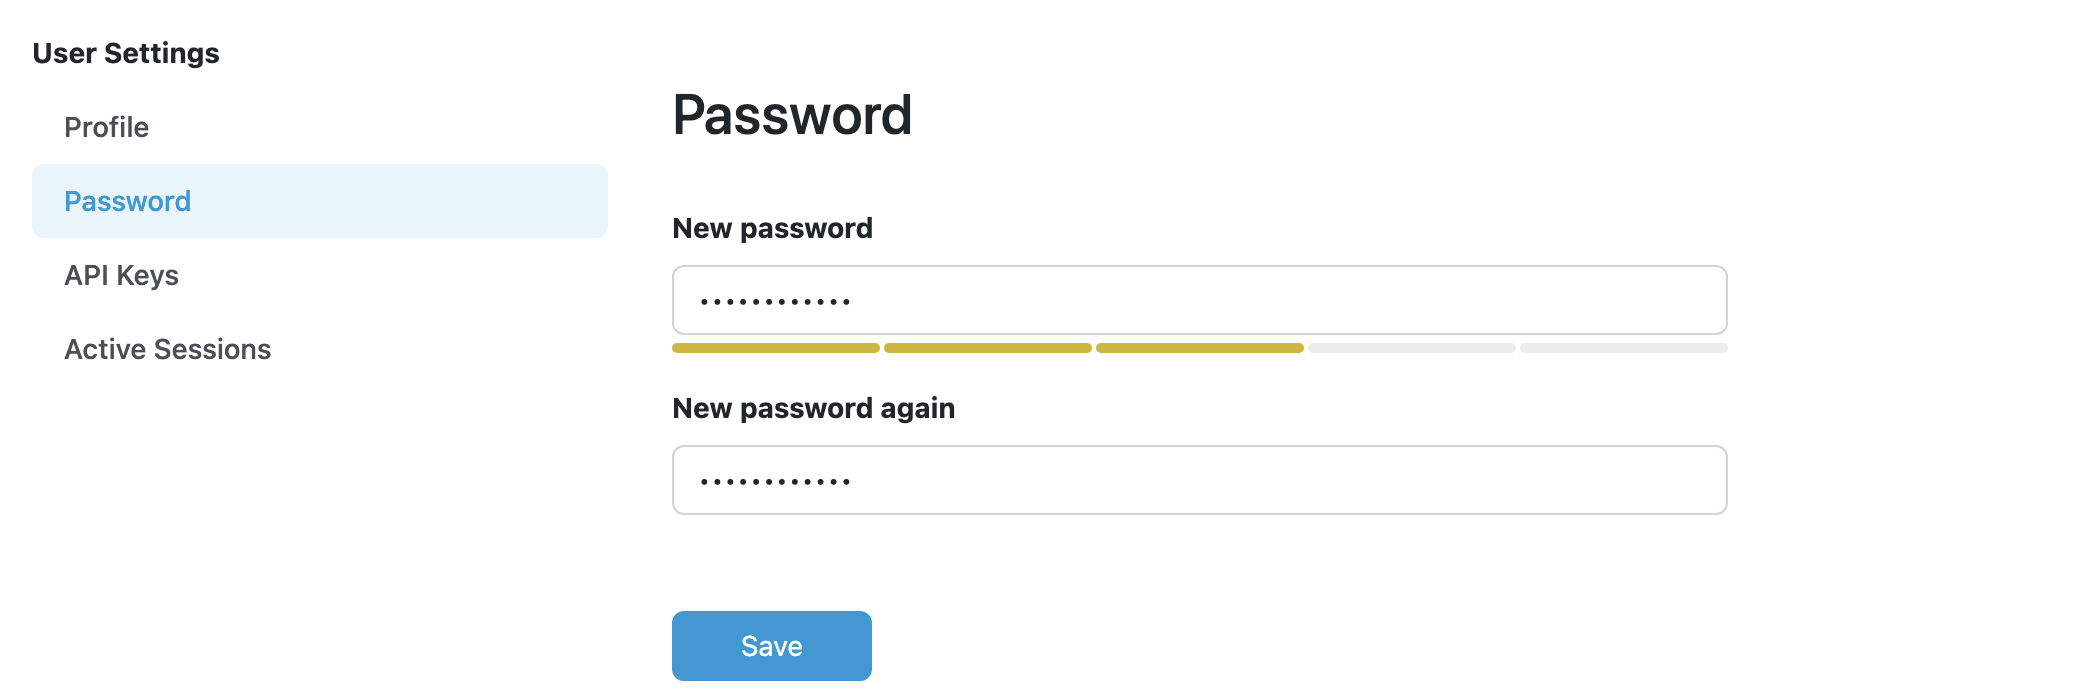 User Settings
Profile
Password
API Keys
Active Sessions
Password
New password
••••••••••••
New password again
••••••••••••
Save